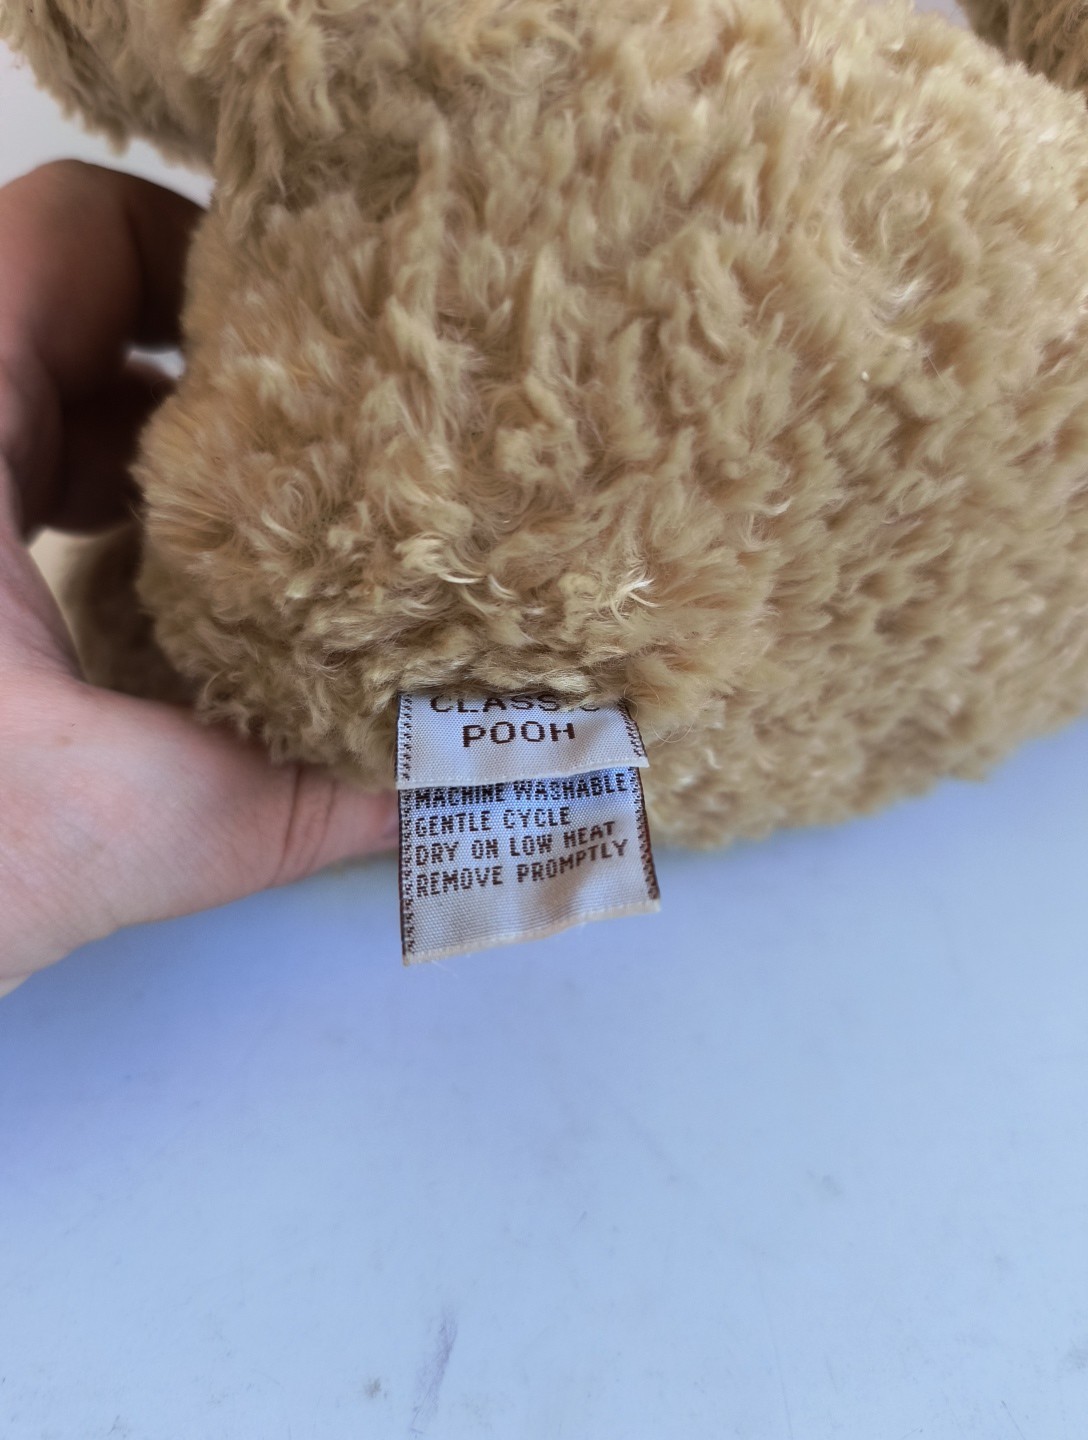 CLASSIC
POOH
MACHINE WASHABLE
GENTLE CYCLE
DRY ON LOW HEAT
REMOVE PROMPTLY